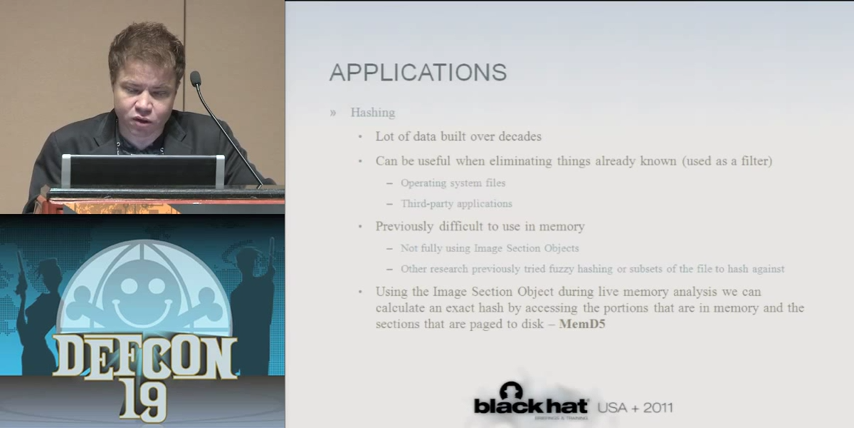 APPLICATIONS
» Hashing
• Lot of data built over decades
• Can be useful when eliminating things already known (used as a filter)
– Operating system files
– Third-party applications
• Previously difficult to use in memory
– Not fully using Image Section Objects
– Other research previously tried fuzzy hashing or subsets of the file to hash against
• Using the Image Section Object during live memory analysis we can
calculate an exact hash by accessing the portions that are in memory and the
sections that are paged to disk – MemD5
DEFCON
19
black hat USA + 2011